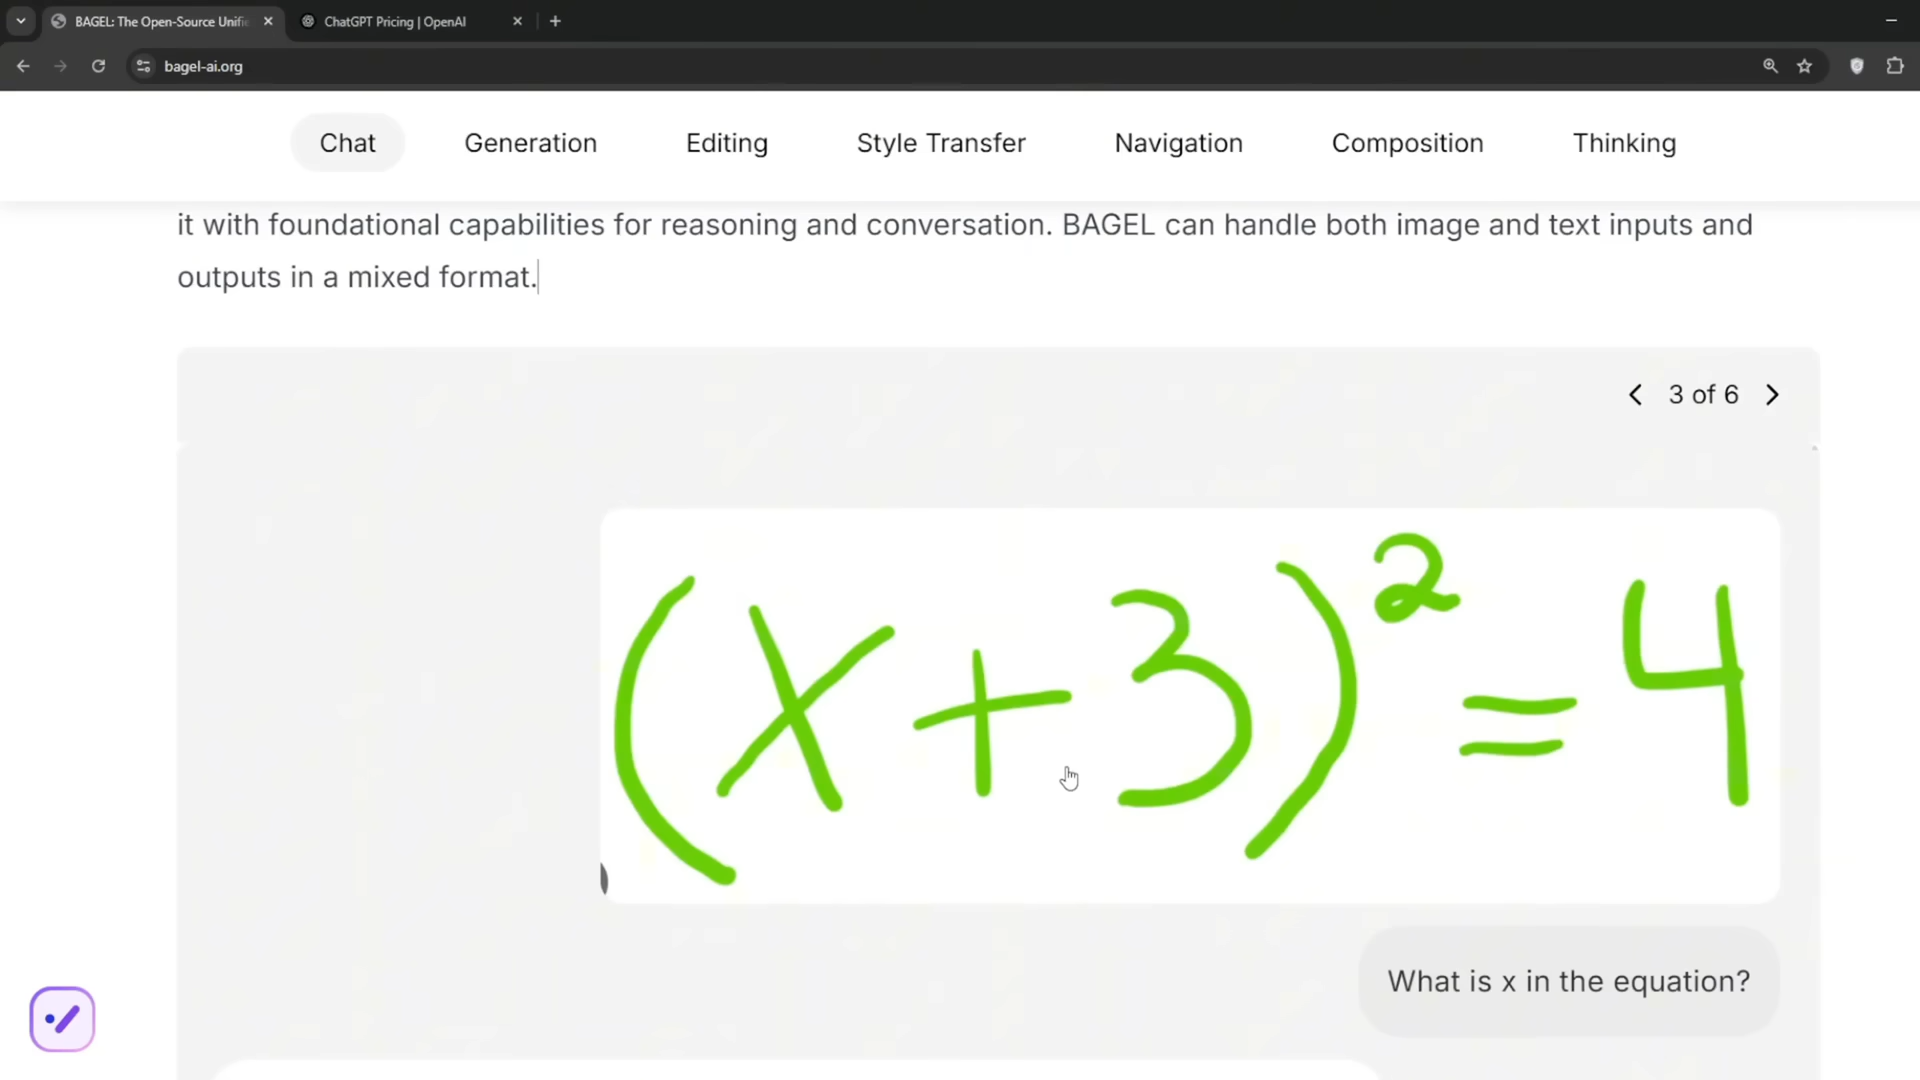 BAGEL: The Open-Source Unifi
ChatGPT Pricing | OpenAI
bagel-ai.org
Chat Generation Editing Style Transfer Navigation Composition Thinking
it with foundational capabilities for reasoning and conversation. BAGEL can handle both image and text inputs and
outputs in a mixed format.
3 of 6
(x+3)² = 4
What is x in the equation?